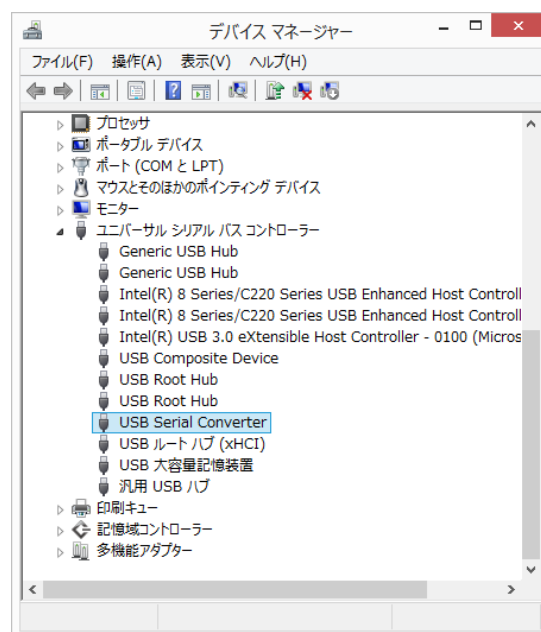 デバイス マネージャー
ファイル(F) 操作(A) 表示(V) ヘルプ(H)
プロセッサ
ポータブル デバイス
ポート (COM と LPT)
マウスとそのほかのポインティング デバイス
モニター
ユニバーサル シリアル バス コントローラー
Generic USB Hub
Generic USB Hub
Intel(R) 8 Series/C220 Series USB Enhanced Host Controll
Intel(R) 8 Series/C220 Series USB Enhanced Host Controll
Intel(R) USB 3.0 eXtensible Host Controller - 0100 (Micros
USB Composite Device
USB Root Hub
USB Root Hub
USB Serial Converter
USB ルート ハブ (xHCI)
USB 大容量記憶装置
汎用 USB ハブ
印刷キュー
記憶域コントローラー
多機能アダプター